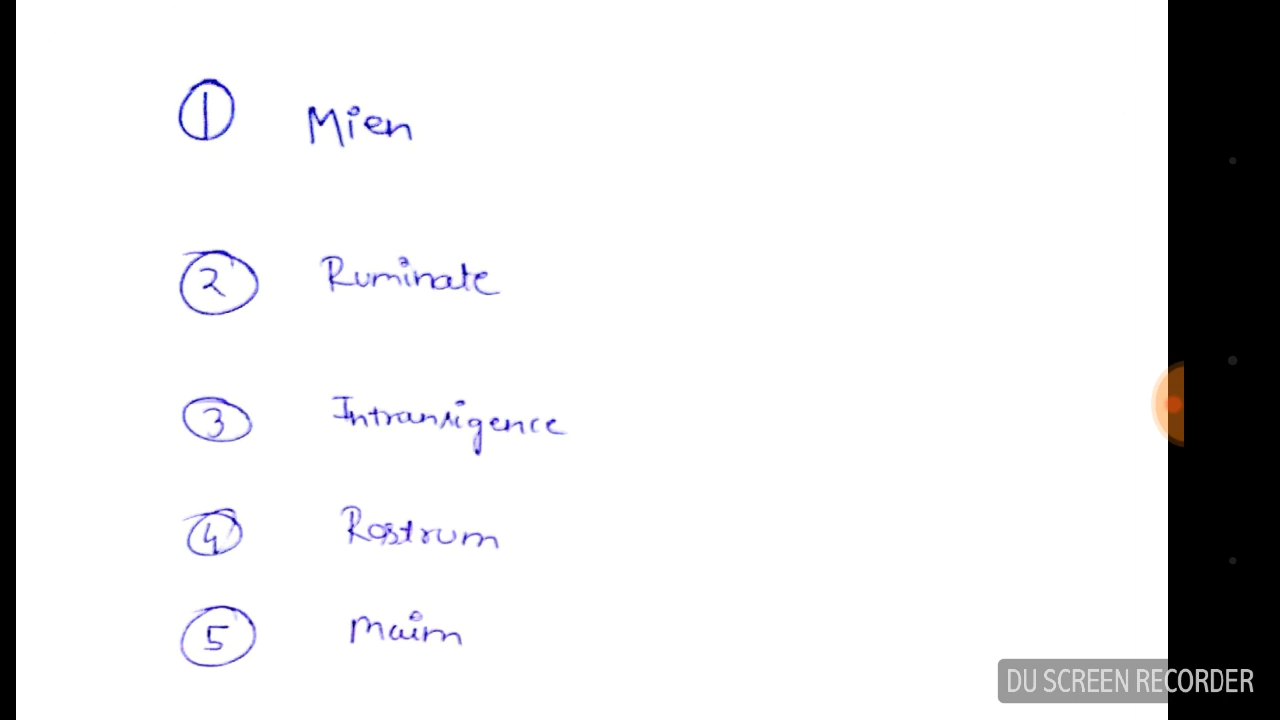 1 Mien
2 Ruminate
3 Intransigence
4 Rostrum
5 Maim
DU SCREEN RECORDER